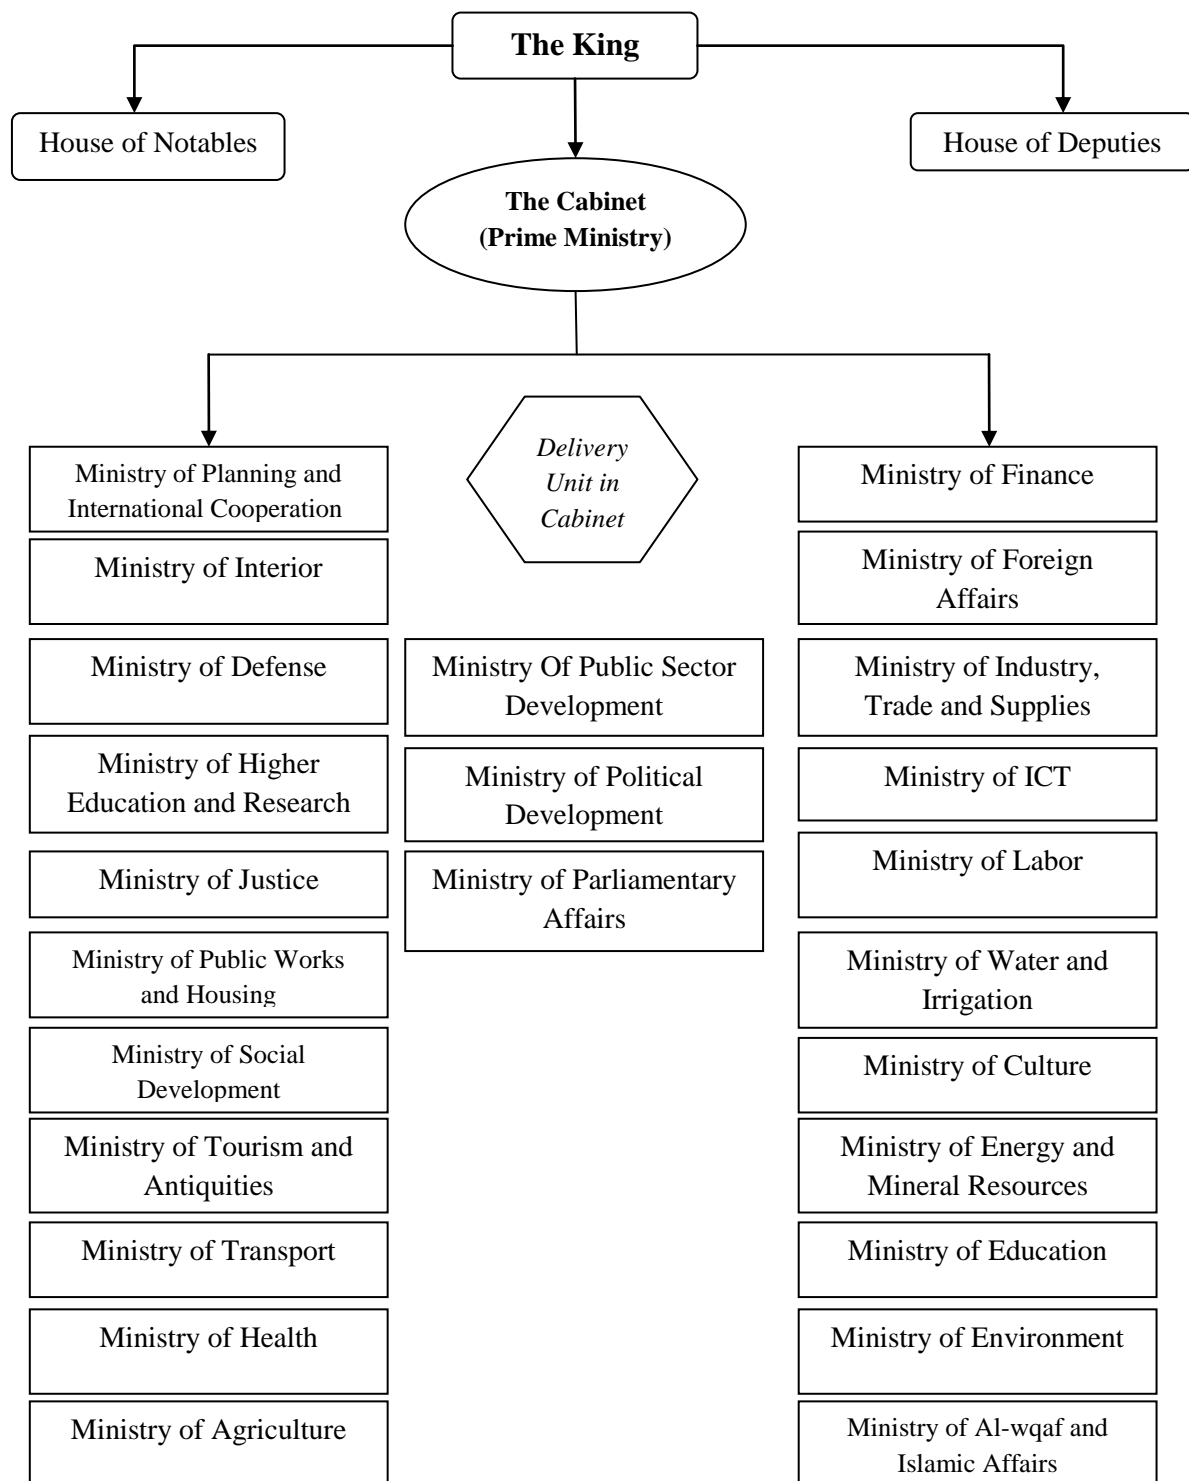 The King
House of Notables
House of Deputies
The Cabinet
(Prime Ministry)
Delivery
Unit in
Cabinet
Ministry of Planning and
International Cooperation
Ministry of Interior
Ministry of Defense
Ministry of Higher
Education and Research
Ministry of Justice
Ministry of Public Works
and Housing
Ministry of Social
Development
Ministry of Tourism and
Antiquities
Ministry of Transport
Ministry of Health
Ministry of Agriculture
Ministry Of Public Sector
Development
Ministry of Political
Development
Ministry of Parliamentary
Affairs
Ministry of Finance
Ministry of Foreign
Affairs
Ministry of Industry,
Trade and Supplies
Ministry of ICT
Ministry of Labor
Ministry of Water and
Irrigation
Ministry of Culture
Ministry of Energy and
Mineral Resources
Ministry of Education
Ministry of Environment
Ministry of Al-wqaf and
Islamic Affairs